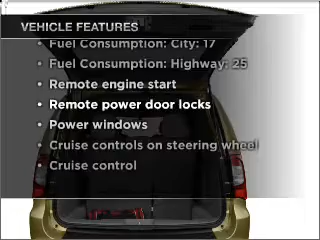 VEHICLE FEATURES
• Fuel Consumption: City: 17
• Fuel Consumption: Highway: 25
• Remote engine start
• Remote power door locks
• Power windows
• Cruise controls on steering wheel
• Cruise control